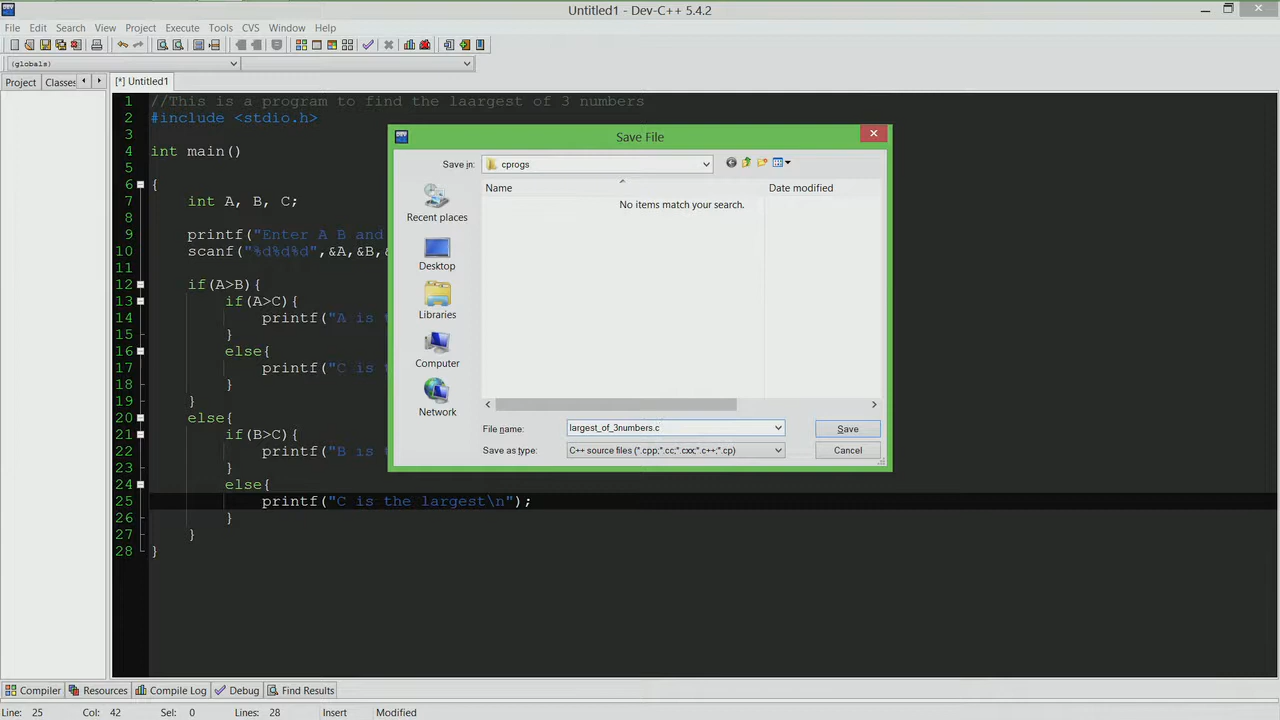 Untitled1 - Dev-C++ 5.4.2
File Edit Search View Project Execute Tools CVS Window Help
(globals)
Project Classes [*] Untitled1
1 //This is a program to find the laargest of 3 numbers
2 #include <stdio.h>
3
4 int main()
5
6 {
7 int A, B, C;
8
9 printf("Enter A B and
10 scanf("%d%d%d",&A,&B,&
11
12 if(A>B){
13 if(A>C){
14 printf("A is t
15 }
16 else{
17 printf("C is t
18 }
19 }
20 else{
21 if(B>C){
22 printf("B is t
23 }
24 else{
25 printf("C is the largest\n");
26 }
27 }
28 }
Save File
Save in: cprogs
Name Date modified
No items match your search.
Recent places
Desktop
Libraries
Computer
Network
File name: largest_of_3numbers.c Save
Save as type: C++ source files (*.cpp;*.cc;*.cxx;*.c++;*.cp) Cancel
Compiler Resources Compile Log Debug Find Results
Line: 25 Col: 42 Sel: 0 Lines: 28 Insert Modified